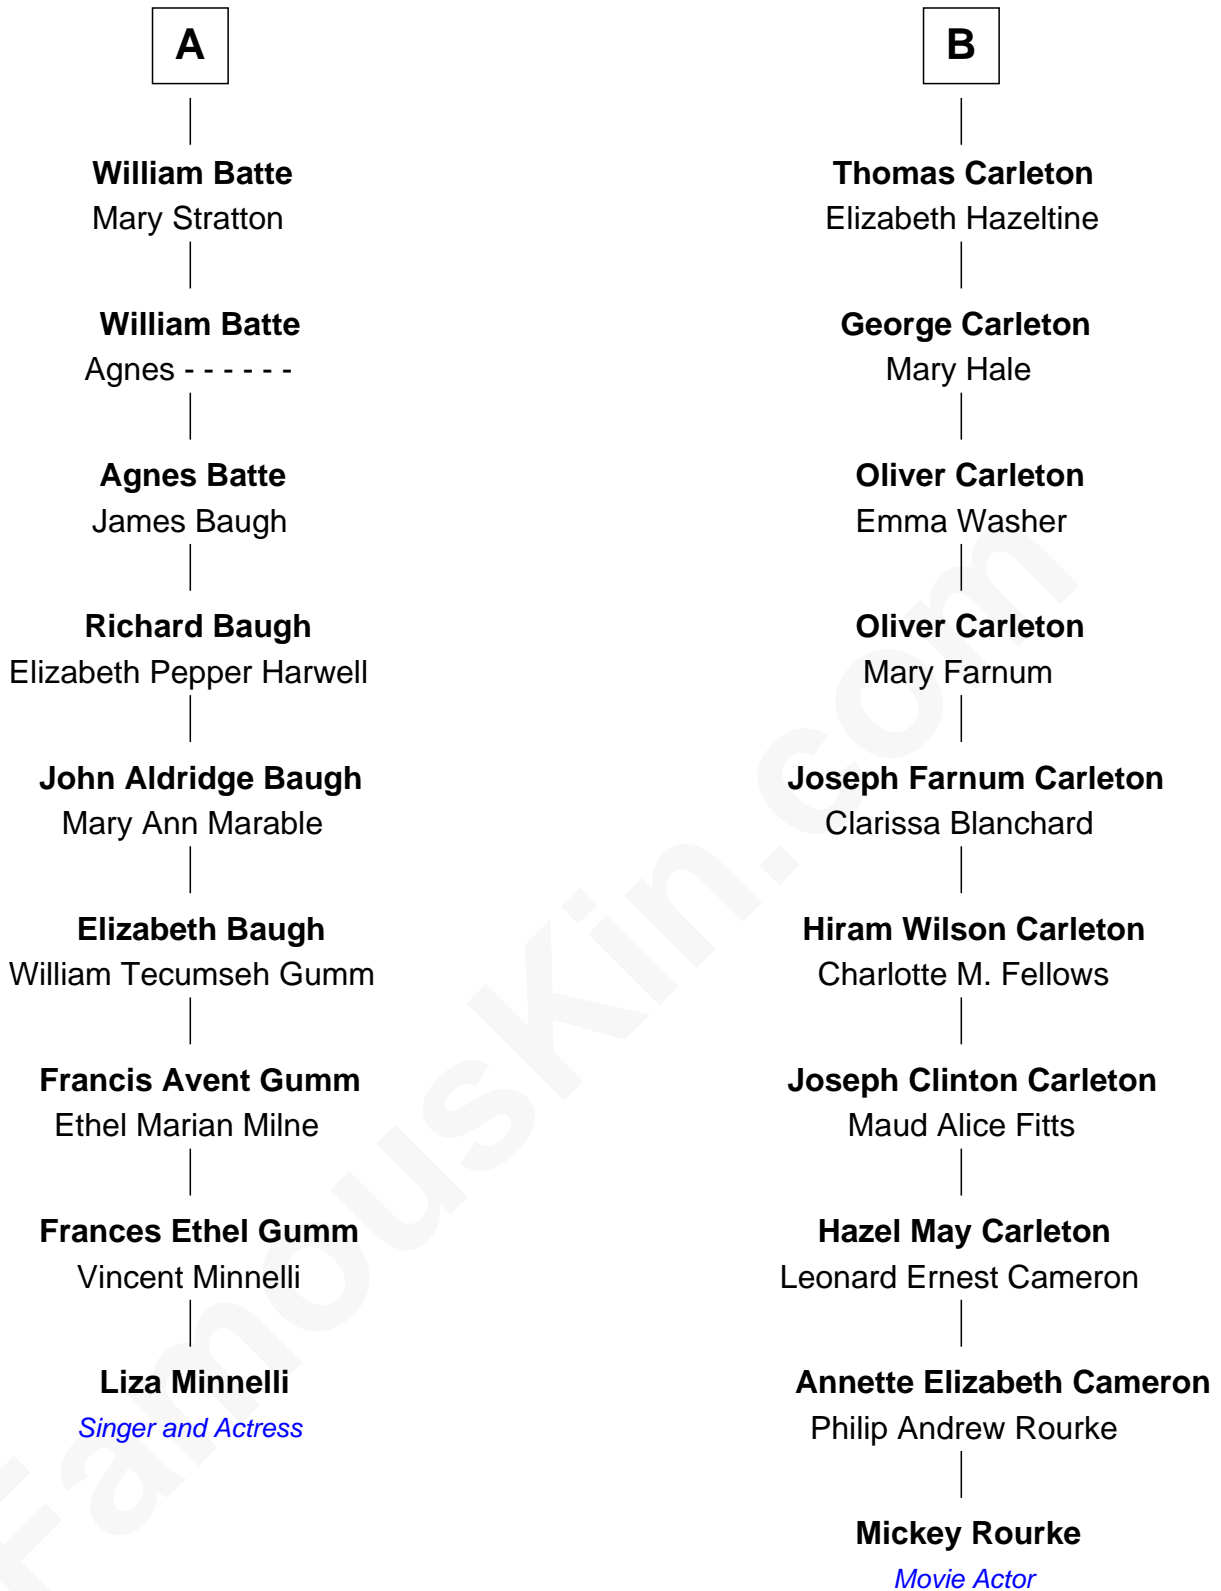 A
William Batte
Mary Stratton
William Batte
Agnes - - - - - -
Agnes Batte
James Baugh
Richard Baugh
Elizabeth Pepper Harwell
John Aldridge Baugh
Mary Ann Marable
Elizabeth Baugh
William Tecumseh Gumm
Francis Avent Gumm
Ethel Marian Milne
Frances Ethel Gumm
Vincent Minnelli
Liza Minnelli
Singer and Actress
B
Thomas Carleton
Elizabeth Hazeltine
George Carleton
Mary Hale
Oliver Carleton
Emma Washer
Oliver Carleton
Mary Farnum
Joseph Farnum Carleton
Clarissa Blanchard
Hiram Wilson Carleton
Charlotte M. Fellows
Joseph Clinton Carleton
Maud Alice Fitts
Hazel May Carleton
Leonard Ernest Cameron
Annette Elizabeth Cameron
Philip Andrew Rourke
Mickey Rourke
Movie Actor
FamousKin.com